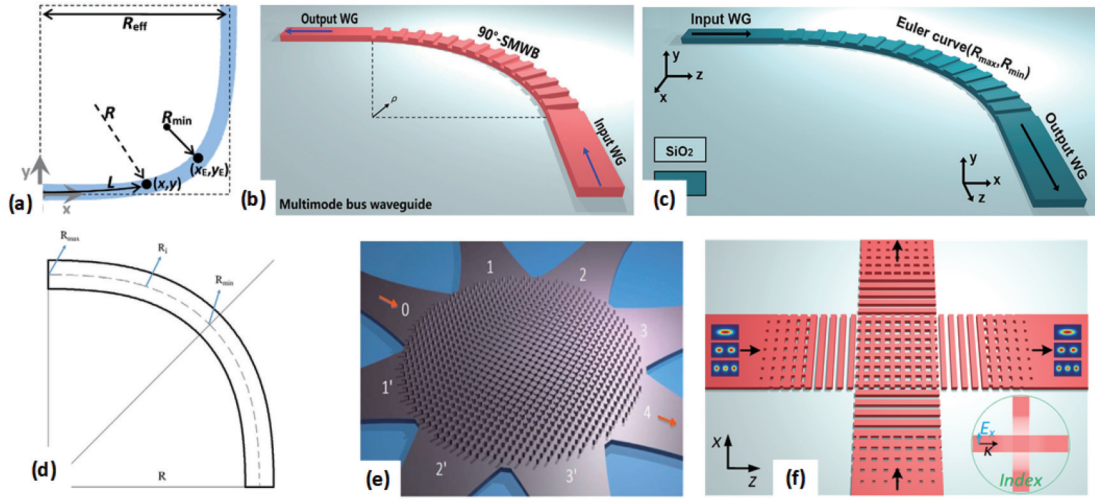 R_eff
R
R_min
(x_E,y_E)
L
(x,y)
y
x
(a)
Output WG
90°-SMWB
ρ
Input WG
Multimode bus waveguide
(b)
Input WG
Euler curve(R_max,R_min)
y
z
x
SiO₂
Output WG
y
x
z
(c)
R_max
R_i
R_min
R
(d)
1
2
0
3
1'
4
2'
3'
(e)
E_x
K
Index
X
Z
(f)